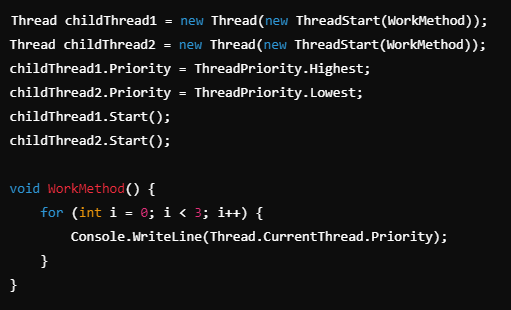 Thread childThread1 = new Thread(new ThreadStart(WorkMethod));
Thread childThread2 = new Thread(new ThreadStart(WorkMethod));
childThread1.Priority = ThreadPriority.Highest;
childThread2.Priority = ThreadPriority.Lowest;
childThread1.Start();
childThread2.Start();

void WorkMethod() {
    for (int i = 0; i < 3; i++) {
        Console.WriteLine(Thread.CurrentThread.Priority);
    }
}